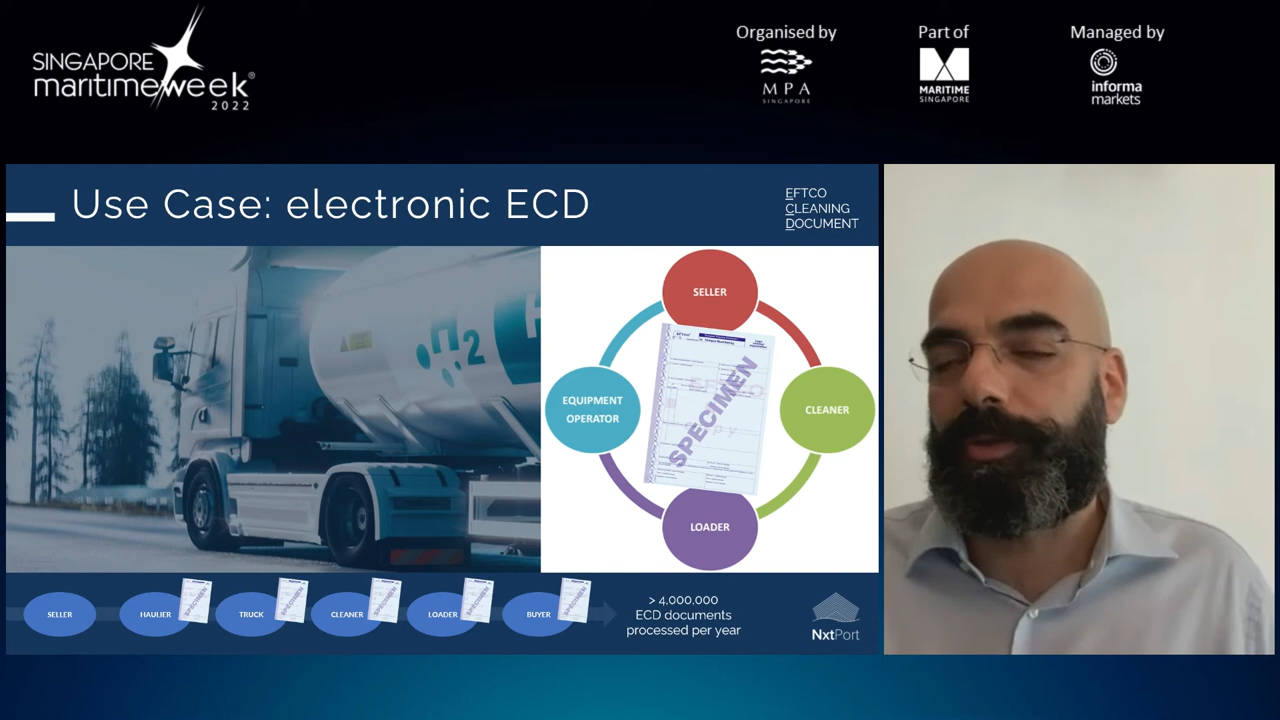 SINGAPORE
maritimeweek®
2022
Organised by
MPA
SINGAPORE
Part of
MARITIME
SINGAPORE
Managed by
informa
markets
Use Case: electronic ECD
EFTCO
CLEANING
DOCUMENT
H2
H
SELLER
EQUIPMENT
OPERATOR
CLEANER
LOADER
SPECIMEN
SELLER
HAULIER
TRUCK
CLEANER
LOADER
BUYER
> 4,000,000
ECD documents
processed per year
NxtPort